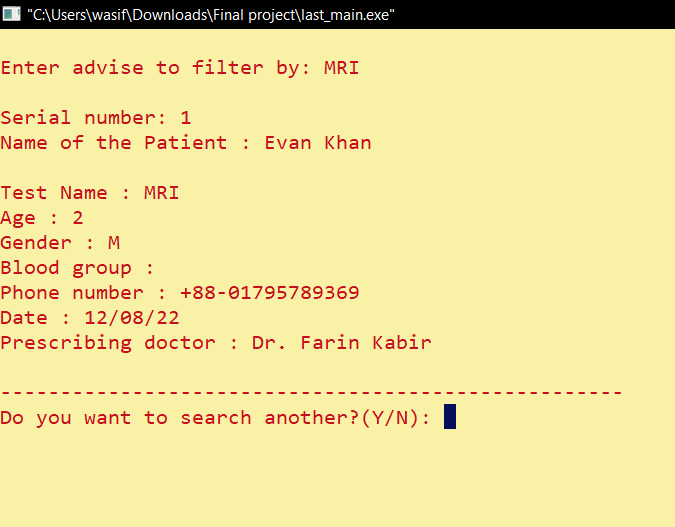 "C:\Users\wasif\Downloads\Final project\last_main.exe"
Enter advise to filter by: MRI
Serial number: 1
Name of the Patient : Evan Khan
Test Name : MRI
Age : 2
Gender : M
Blood group :
Phone number : +88-01795789369
Date : 12/08/22
Prescribing doctor : Dr. Farin Kabir
----------------------------------------------------
Do you want to search another?(Y/N):